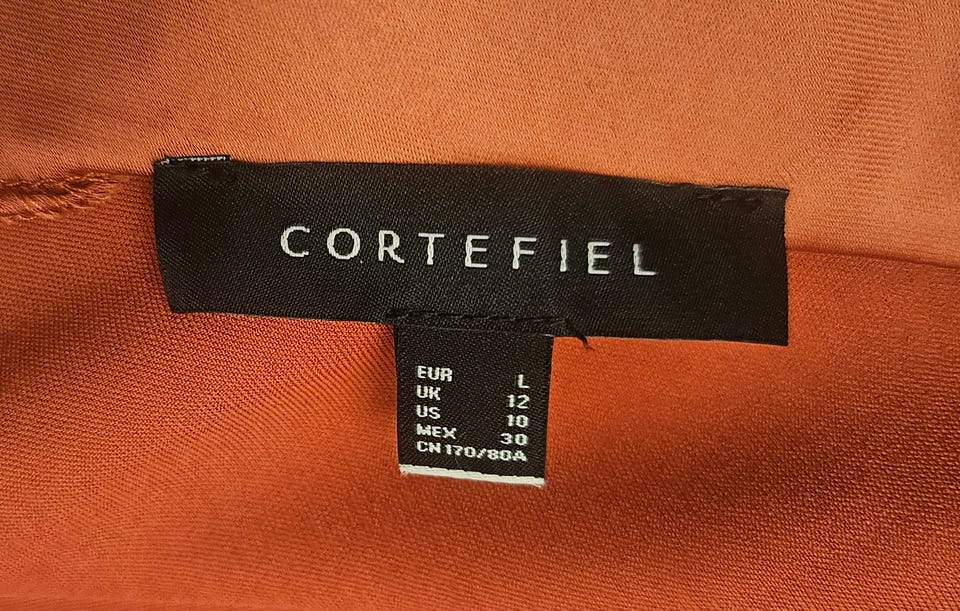 CORTEFIEL
EUR L
UK 12
US 10
MEX 30
CN 170/80A